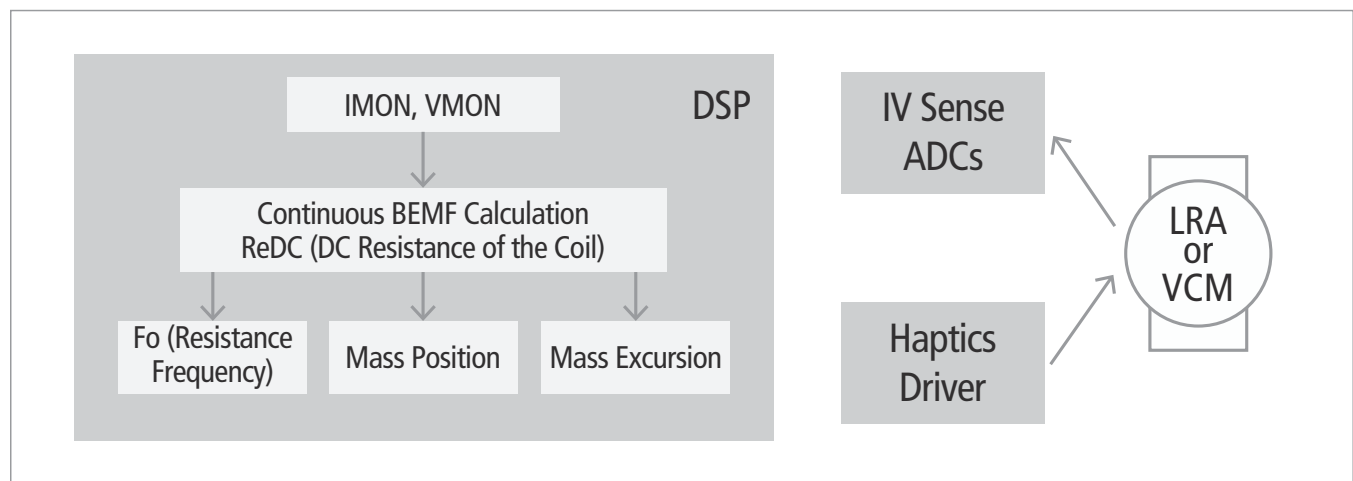 IMON, VMON
DSP
Continuous BEMF Calculation
ReDC (DC Resistance of the Coil)
Fo (Resistance
Frequency)
Mass Position
Mass Excursion
IV Sense
ADCs
Haptics
Driver
LRA
or
VCM